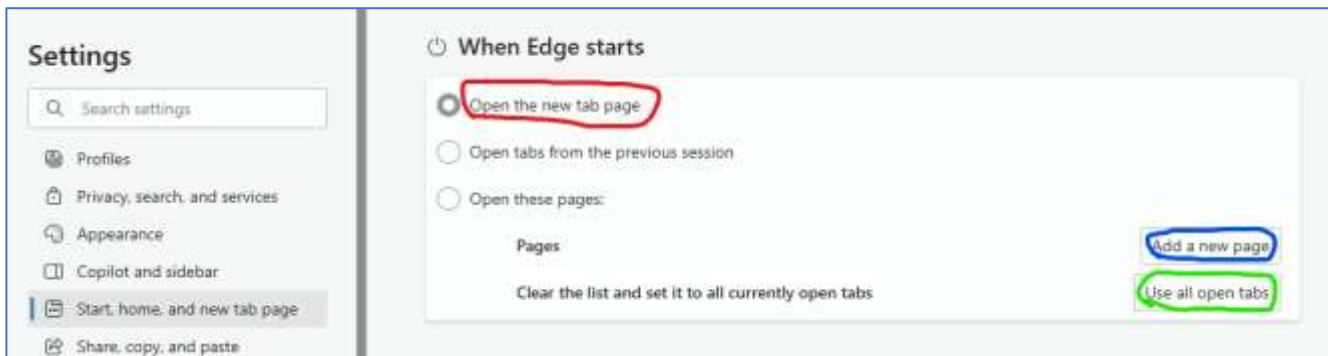 Settings
Search settings
Profiles
Privacy, search, and services
Appearance
Copilot and sidebar
Start, home, and new tab page
Share, copy, and paste
When Edge starts
Open the new tab page
Open tabs from the previous session
Open these pages:
Pages
Add a new page
Clear the list and set it to all currently open tabs
Use all open tabs